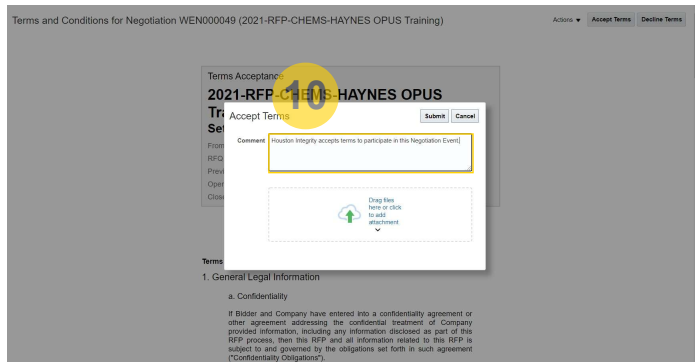 Terms and Conditions for Negotiation WEN000049 (2021-RFP-CHEMS-HAYNES OPUS Training)
Actions Accept Terms Decline Terms
Terms Acceptance
2021-RFP-CHEMS-HAYNES OPUS
10
Accept Terms
Submit Cancel
Comment Houston Integrity accepts terms to participate in this Negotiation Event
From
RFQ
Previ
Oper
Close
Drag files
here or click
to add
attachment
Terms
1. General Legal Information
a. Confidentiality
If Bidder and Company have entered into a confidentiality agreement or
other agreement addressing the confidential treatment of Company
provided information, including any information disclosed as part of this
RFP process, then this RFP and all information related to this RFP is
subject to and governed by the obligations set forth in such agreement
("Confidentiality Obligations").